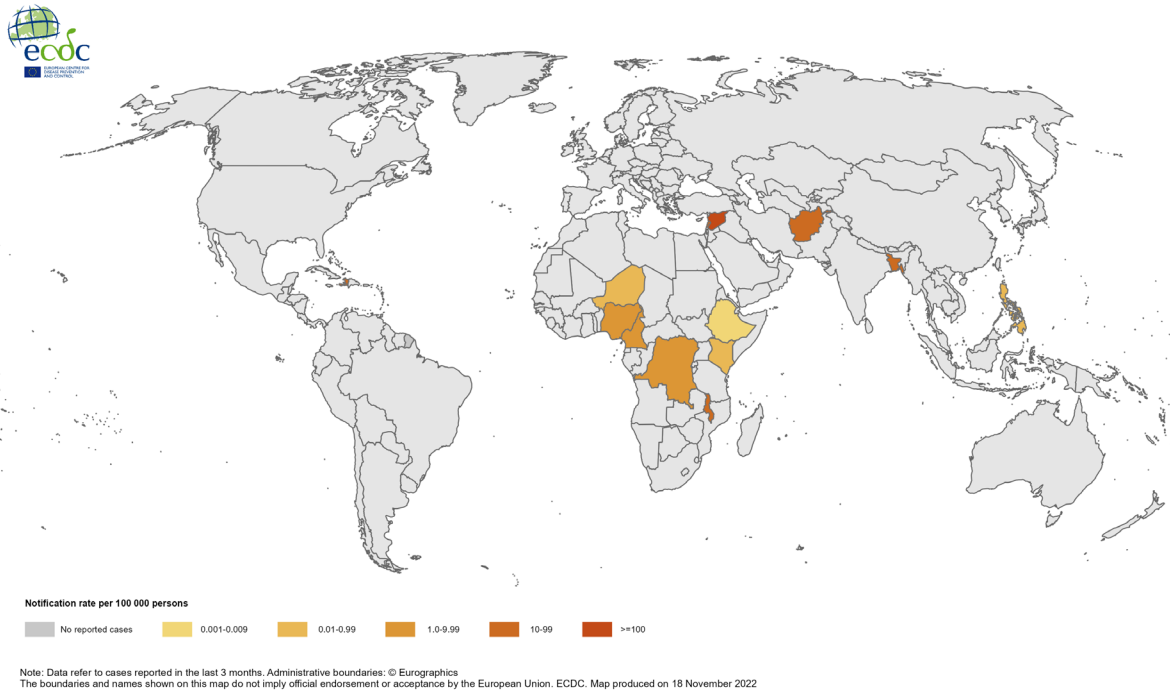 ecdc
EUROPEAN CENTRE FOR
DISEASE PREVENTION
AND CONTROL
Notification rate per 100 000 persons
No reported cases
0.001-0.009
0.01-0.99
1.0-9.99
10-99
>=100
Note: Data refer to cases reported in the last 3 months. Administrative boundaries: © Eurographics
The boundaries and names shown on this map do not imply official endorsement or acceptance by the European Union. ECDC. Map produced on 18 November 2022